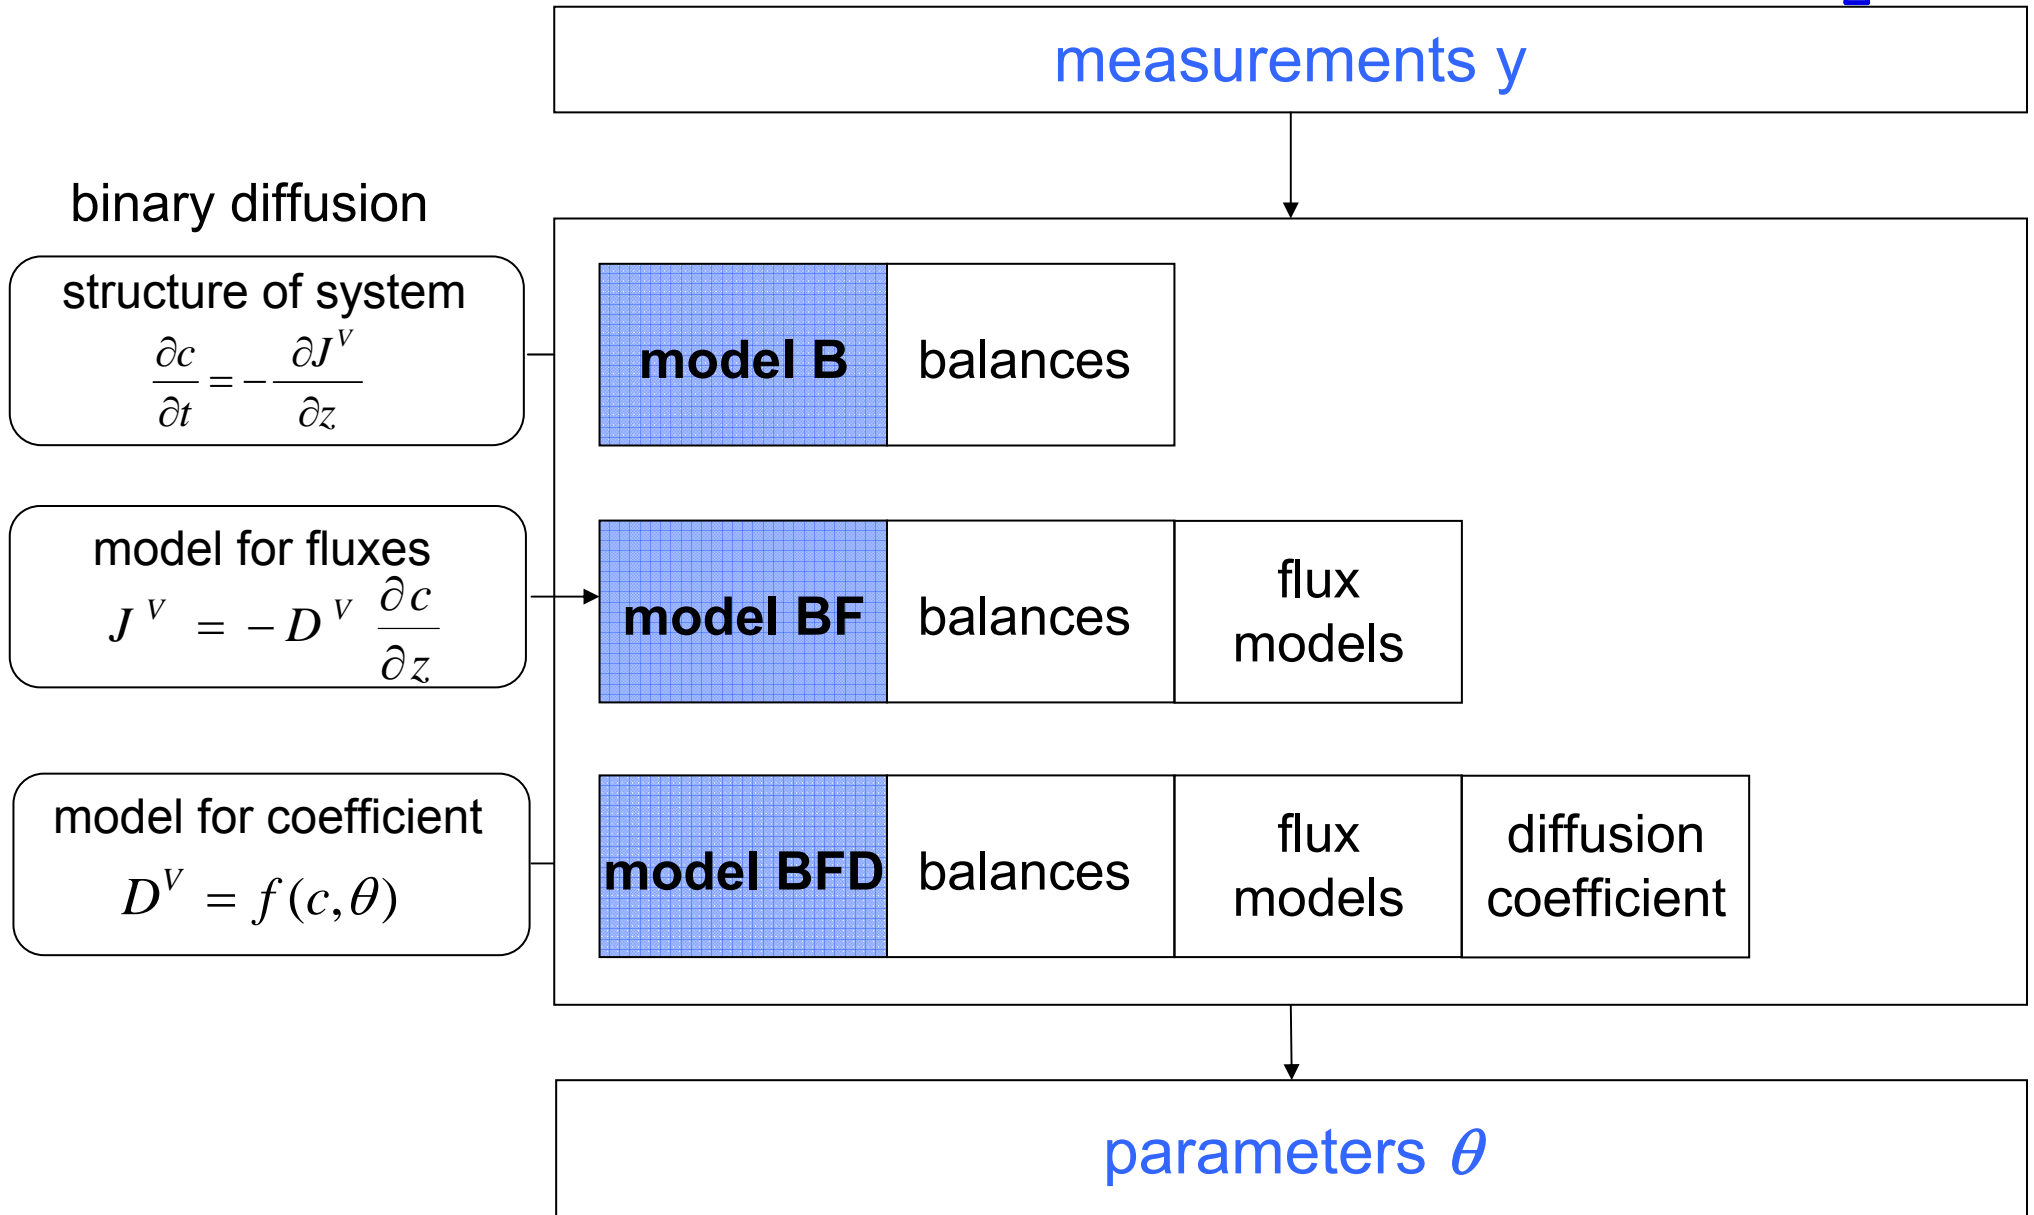 measurements y
binary diffusion
structure of system
∂c/∂t = − ∂J^V/∂z
model B balances
model for fluxes
J^V = − D^V ∂c/∂z
model BF balances flux
models
model for coefficient
D^V = f(c,θ)
model BFD balances flux
models diffusion
coefficient
parameters θ